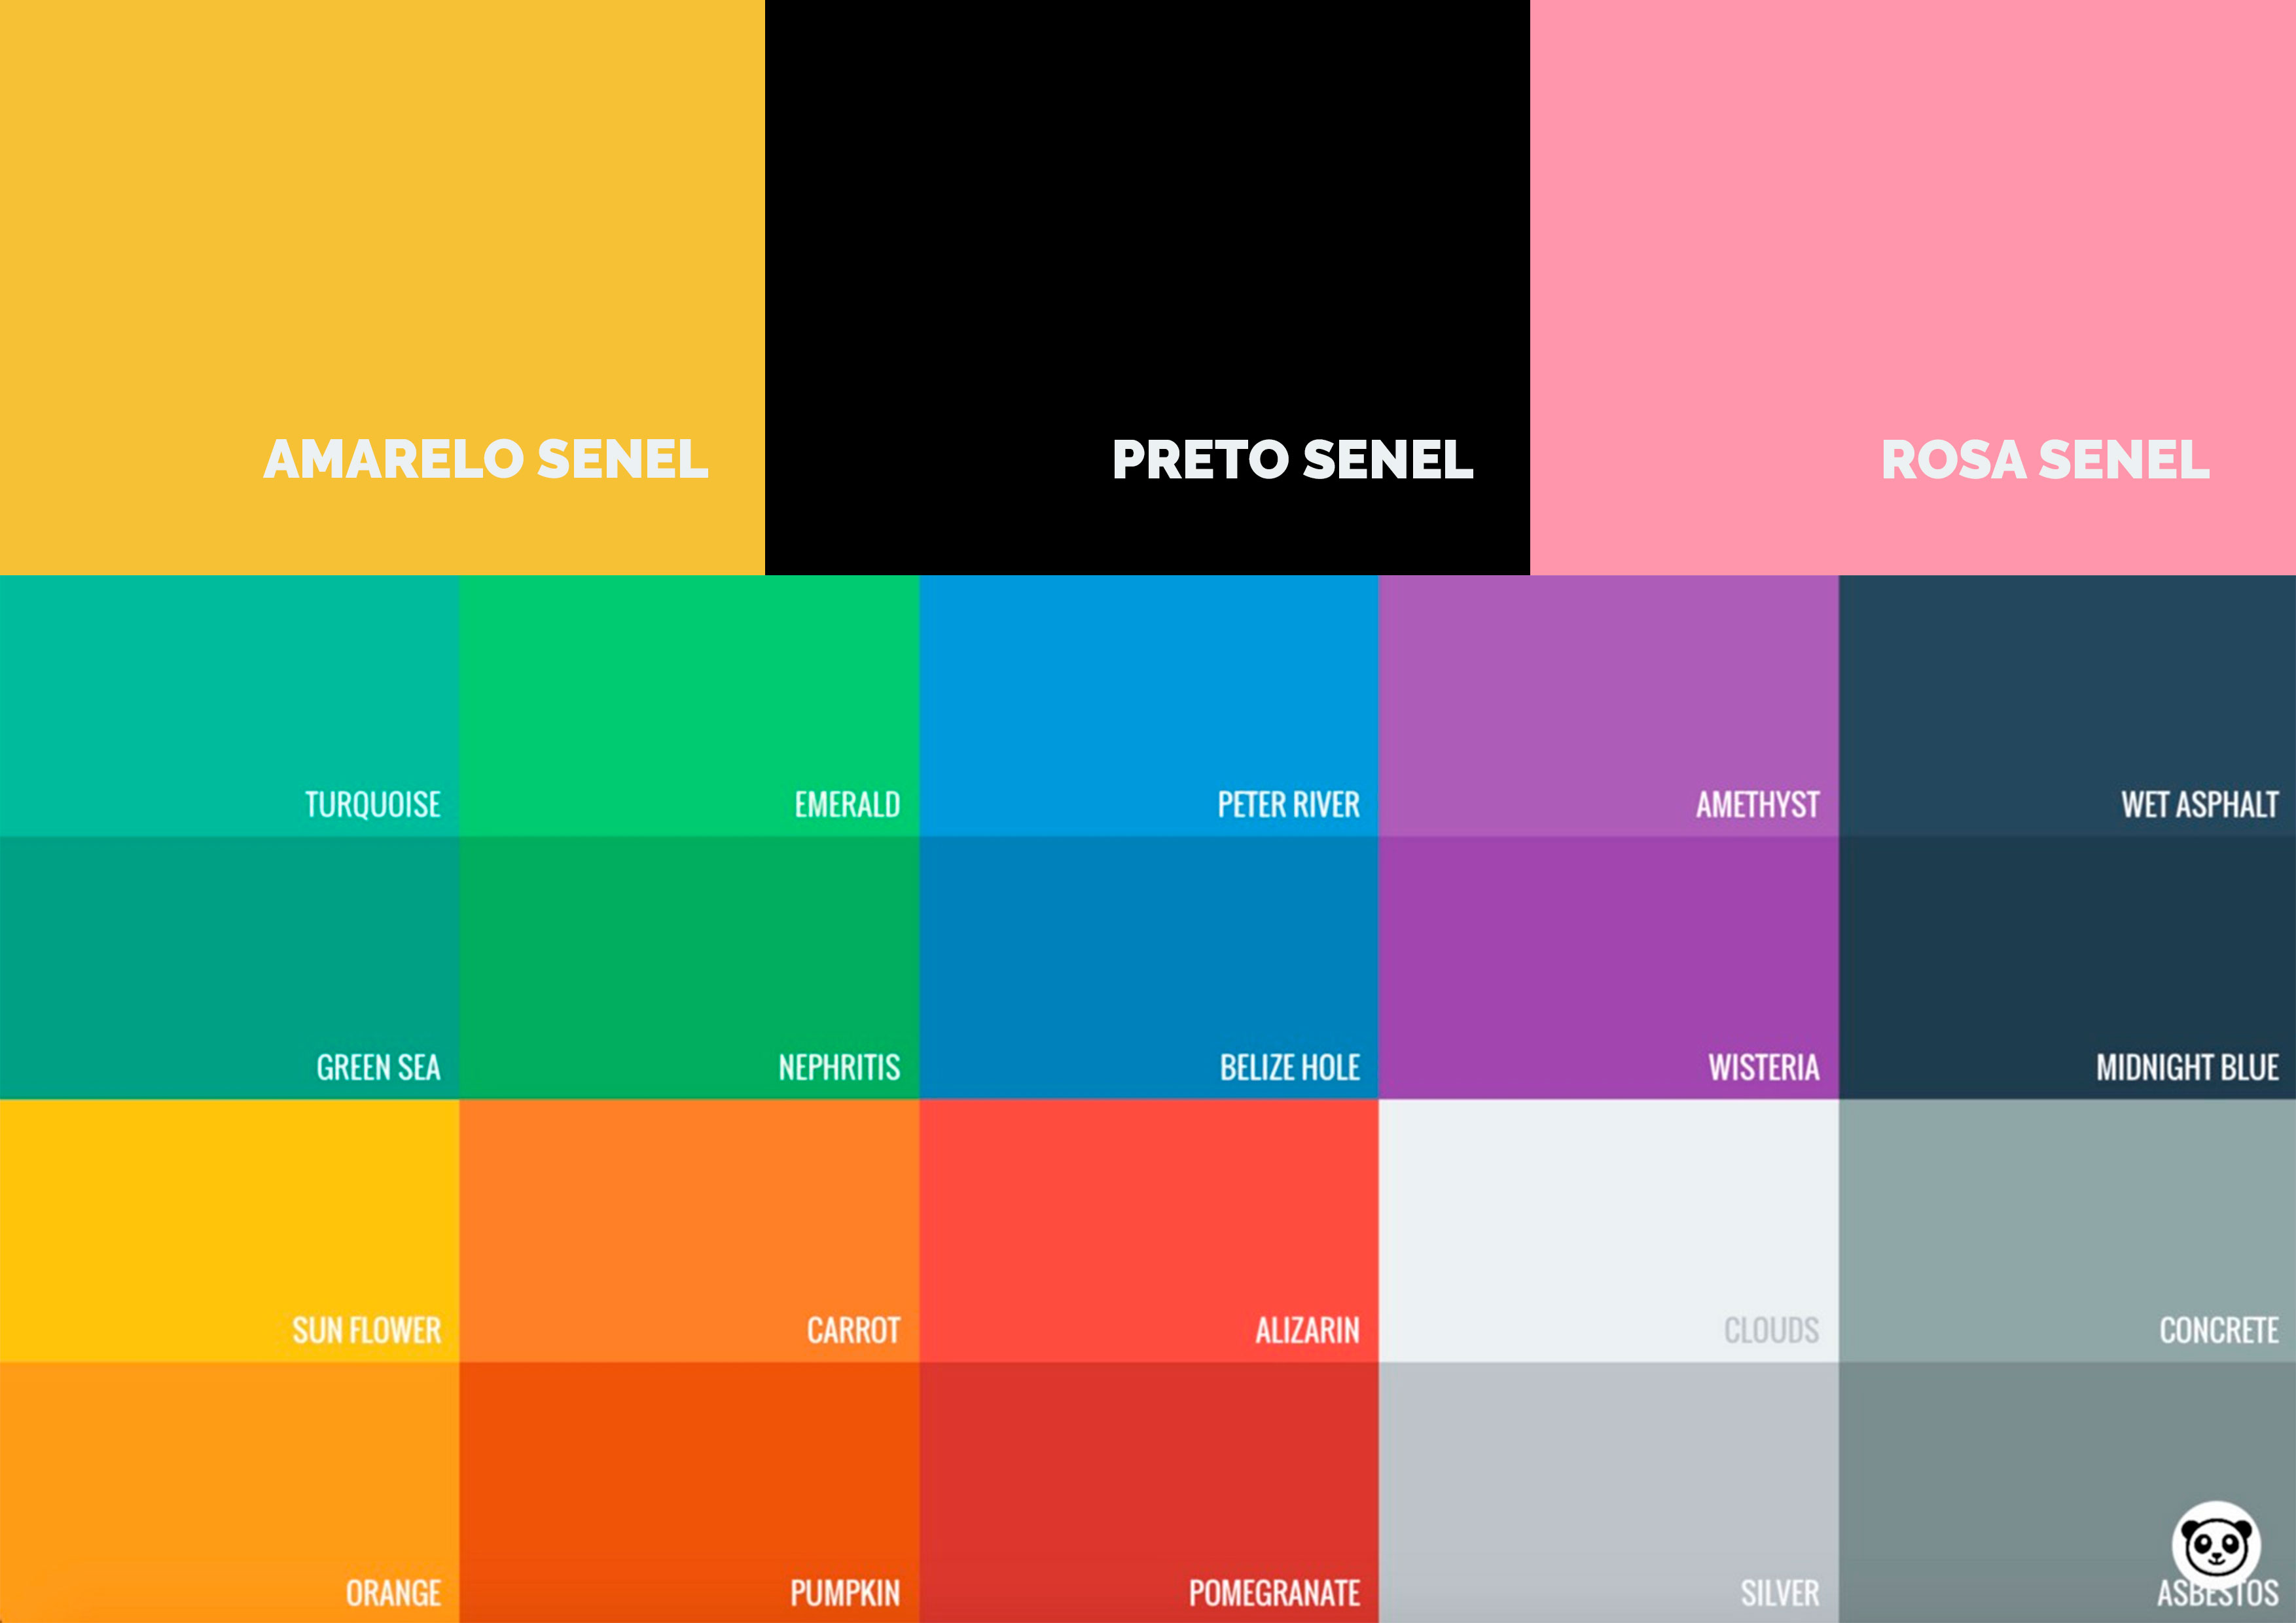 AMARELO SENEL
PRETO SENEL
ROSA SENEL
TURQUOISE
EMERALD
PETER RIVER
AMETHYST
WET ASPHALT
GREEN SEA
NEPHRITIS
BELIZE HOLE
WISTERIA
MIDNIGHT BLUE
SUN FLOWER
CARROT
ALIZARIN
CLOUDS
CONCRETE
ORANGE
PUMPKIN
POMEGRANATE
SILVER
ASBESTOS